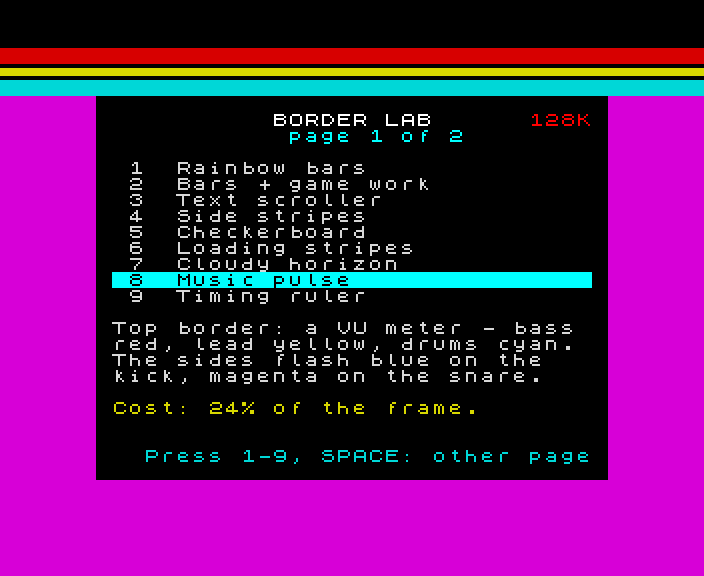 BORDER LAB 128K
page 1 of 2
1 Rainbow bars
2 Bars + game work
3 Text scroller
4 Side stripes
5 Checkerboard
6 Loading stripes
7 Cloudy horizon
8 Music pulse
9 Timing ruler
Top border: a VU meter - bass
red, lead yellow, drums cyan.
The sides flash blue on the
kick, magenta on the snare.
Cost: 24% of the frame.
Press 1-9, SPACE: other page